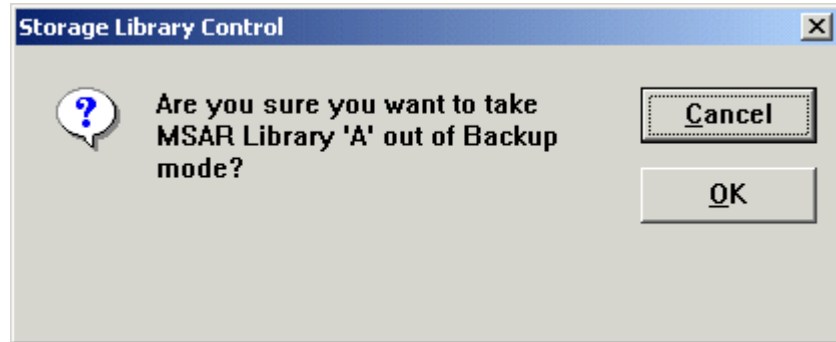 Storage Library Control
?
Are you sure you want to take
MSAR Library 'A' out of Backup
mode?
Cancel
OK